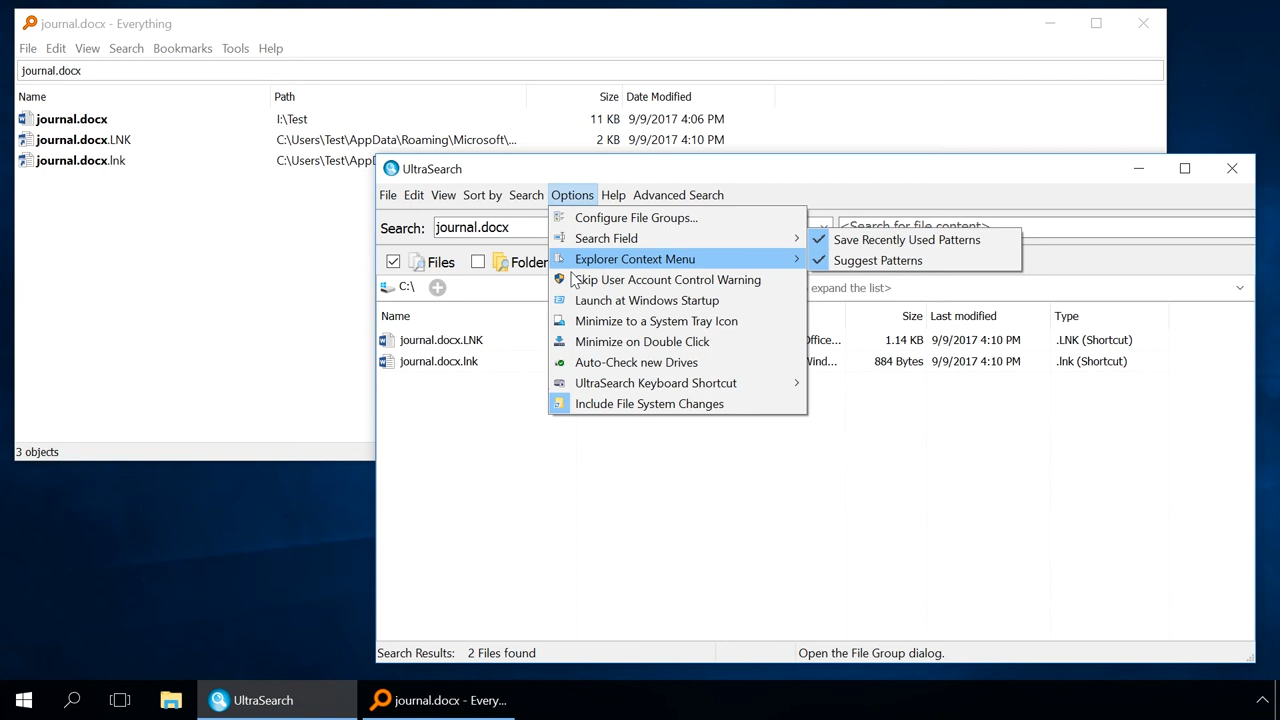 journal.docx - Everything
File Edit View Search Bookmarks Tools Help
journal.docx
Name Path Size Date Modified
journal.docx I:\Test 11 KB 9/9/2017 4:06 PM
journal.docx.LNK C:\Users\Test\AppData\Roaming\Microsoft\... 2 KB 9/9/2017 4:10 PM
journal.docx.lnk C:\Users\Test\AppD
3 objects
UltraSearch
File Edit View Sort by Search Options Help Advanced Search
Search: journal.docx <Search for file content>
Files Folder
C:\ expand the list>
Name Size Last modified Type
journal.docx.LNK Office... 1.14 KB 9/9/2017 4:10 PM .LNK (Shortcut)
journal.docx.lnk Wind... 884 Bytes 9/9/2017 4:10 PM .lnk (Shortcut)
Configure File Groups...
Search Field
Explorer Context Menu
Skip User Account Control Warning
Launch at Windows Startup
Minimize to a System Tray Icon
Minimize on Double Click
Auto-Check new Drives
UltraSearch Keyboard Shortcut
Include File System Changes
Save Recently Used Patterns
Suggest Patterns
Search Results: 2 Files found Open the File Group dialog.
UltraSearch journal.docx - Every...